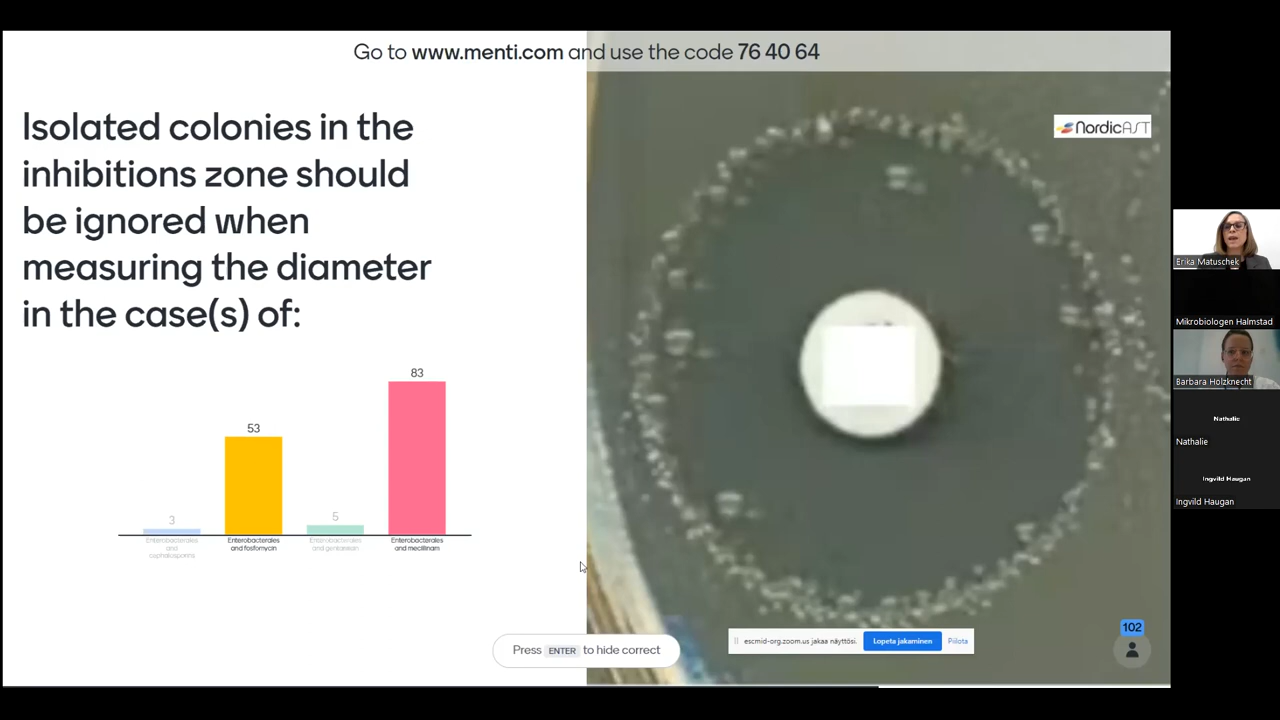 Go to www.menti.com and use the code 76 40 64
Isolated colonies in the
inhibitions zone should
be ignored when
measuring the diameter
in the case(s) of:
NordicAST
83
53
5
3
Enterobacterales
and
cephalosporins
Enterobacterales
and fosfomycin
Enterobacterales
and gentamicin
Enterobacterales
and mecillinam
Press ENTER to hide correct
escmid-org.zoom.us jakaa näyttösi.
Lopeta jakaminen
Piilota
102
Erika Matuschek
Mikrobiologen Halmstad
Barbara Holzknecht
Nathalie
Nathalie
Ingvild Haugan
Ingvild Haugan